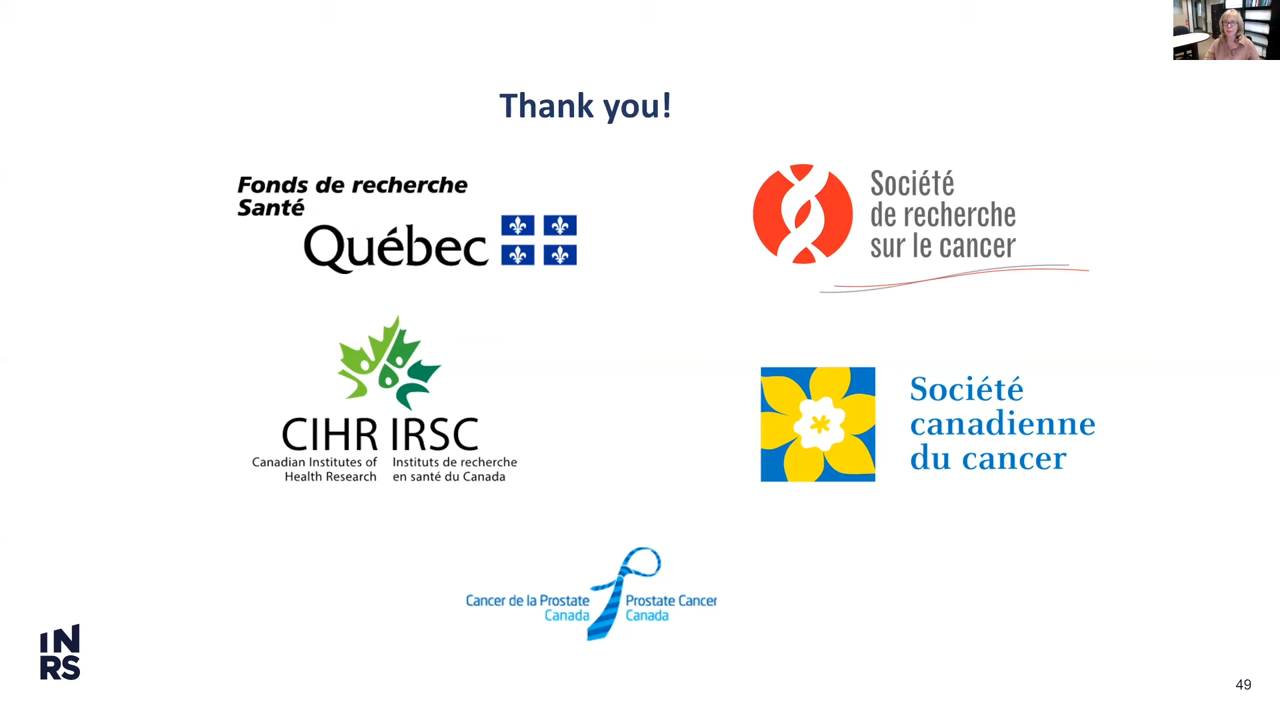 Thank you!
Fonds de recherche
Santé
Québec
Société
de recherche
sur le cancer
CIHR IRSC
Canadian Institutes of
Health Research
Instituts de recherche
en santé du Canada
Société
canadienne
du cancer
Cancer de la Prostate
Canada
Prostate Cancer
Canada
INRS
49